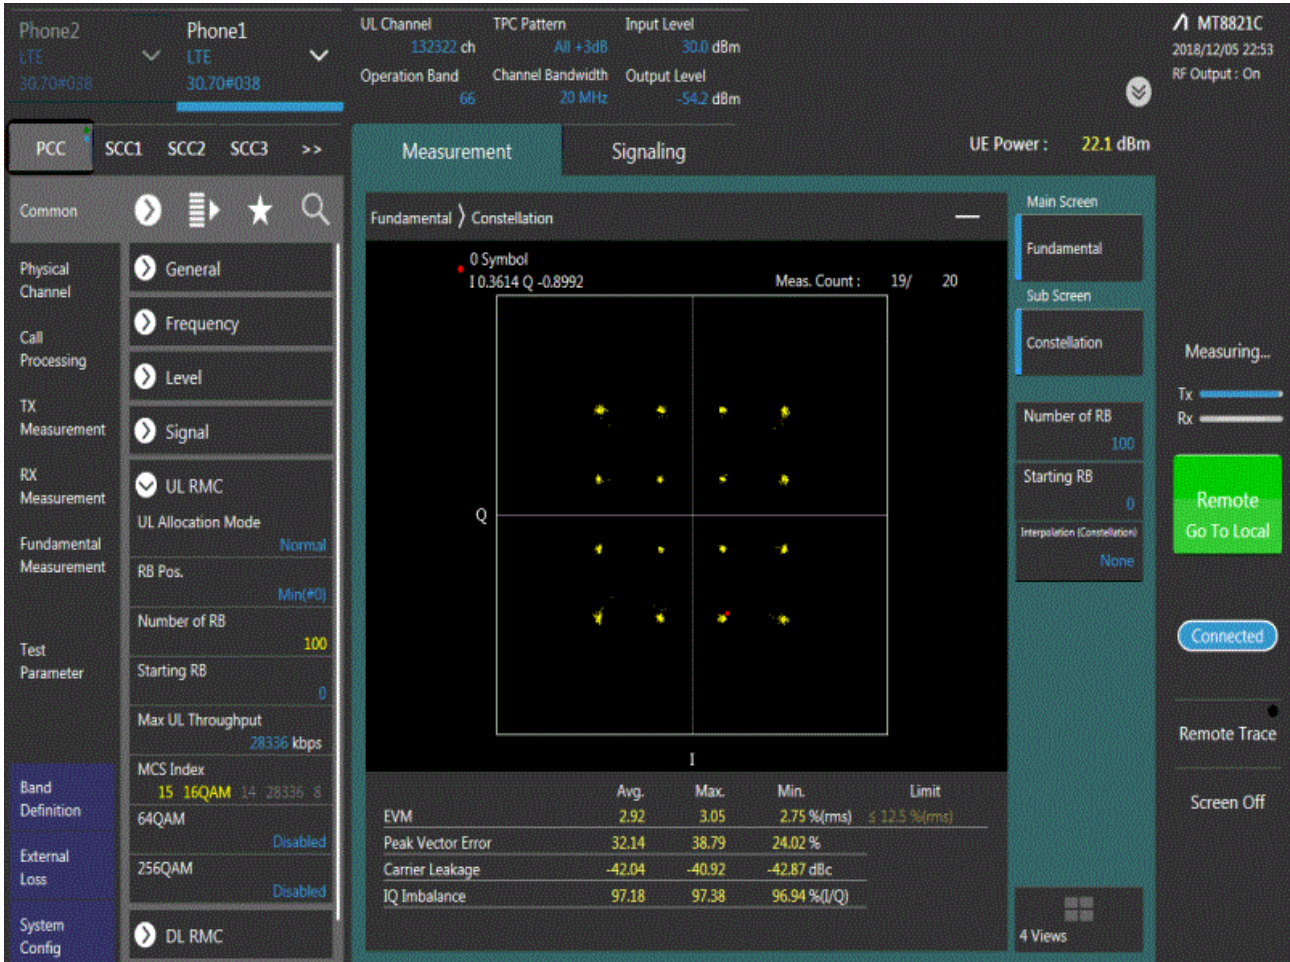 Phone2
LTE
30.70#038
Phone1
LTE
30.70#038
UL Channel
132322 ch
TPC Pattern
All +3dB
Input Level
30.0 dBm
Operation Band
66
Channel Bandwidth
20 MHz
Output Level
-54.2 dBm
MT8821C
2018/12/05 22:53
RF Output : On
PCC SCC1 SCC2 SCC3 >>
Measurement
Signaling
UE Power : 22.1 dBm
Common
Physical
Channel
Call
Processing
TX
Measurement
RX
Measurement
Fundamental
Measurement
Test
Parameter
Band
Definition
External
Loss
System
Config
General
Frequency
Level
Signal
UL RMC
UL Allocation Mode
Normal
RB Pos.
Min(#0)
Number of RB
100
Starting RB
0
Max UL Throughput
28336 kbps
MCS Index
15 16QAM 14 28336 8
64QAM
Disabled
256QAM
Disabled
DL RMC
Fundamental 〉 Constellation
0 Symbol
I 0.3614 Q -0.8992
Meas. Count : 19/ 20
Q
I
Avg. Max. Min. Limit
EVM 2.92 3.05 2.75 %(rms) ≤ 12.5 %(rms)
Peak Vector Error 32.14 38.79 24.02 %
Carrier Leakage -42.04 -40.92 -42.87 dBc
IQ Imbalance 97.18 97.38 96.94 %(I/Q)
Main Screen
Fundamental
Sub Screen
Constellation
Number of RB
100
Starting RB
0
Interpolation (Constellation)
None
4 Views
Measuring...
Tx
Rx
Remote
Go To Local
Connected
Remote Trace
Screen Off